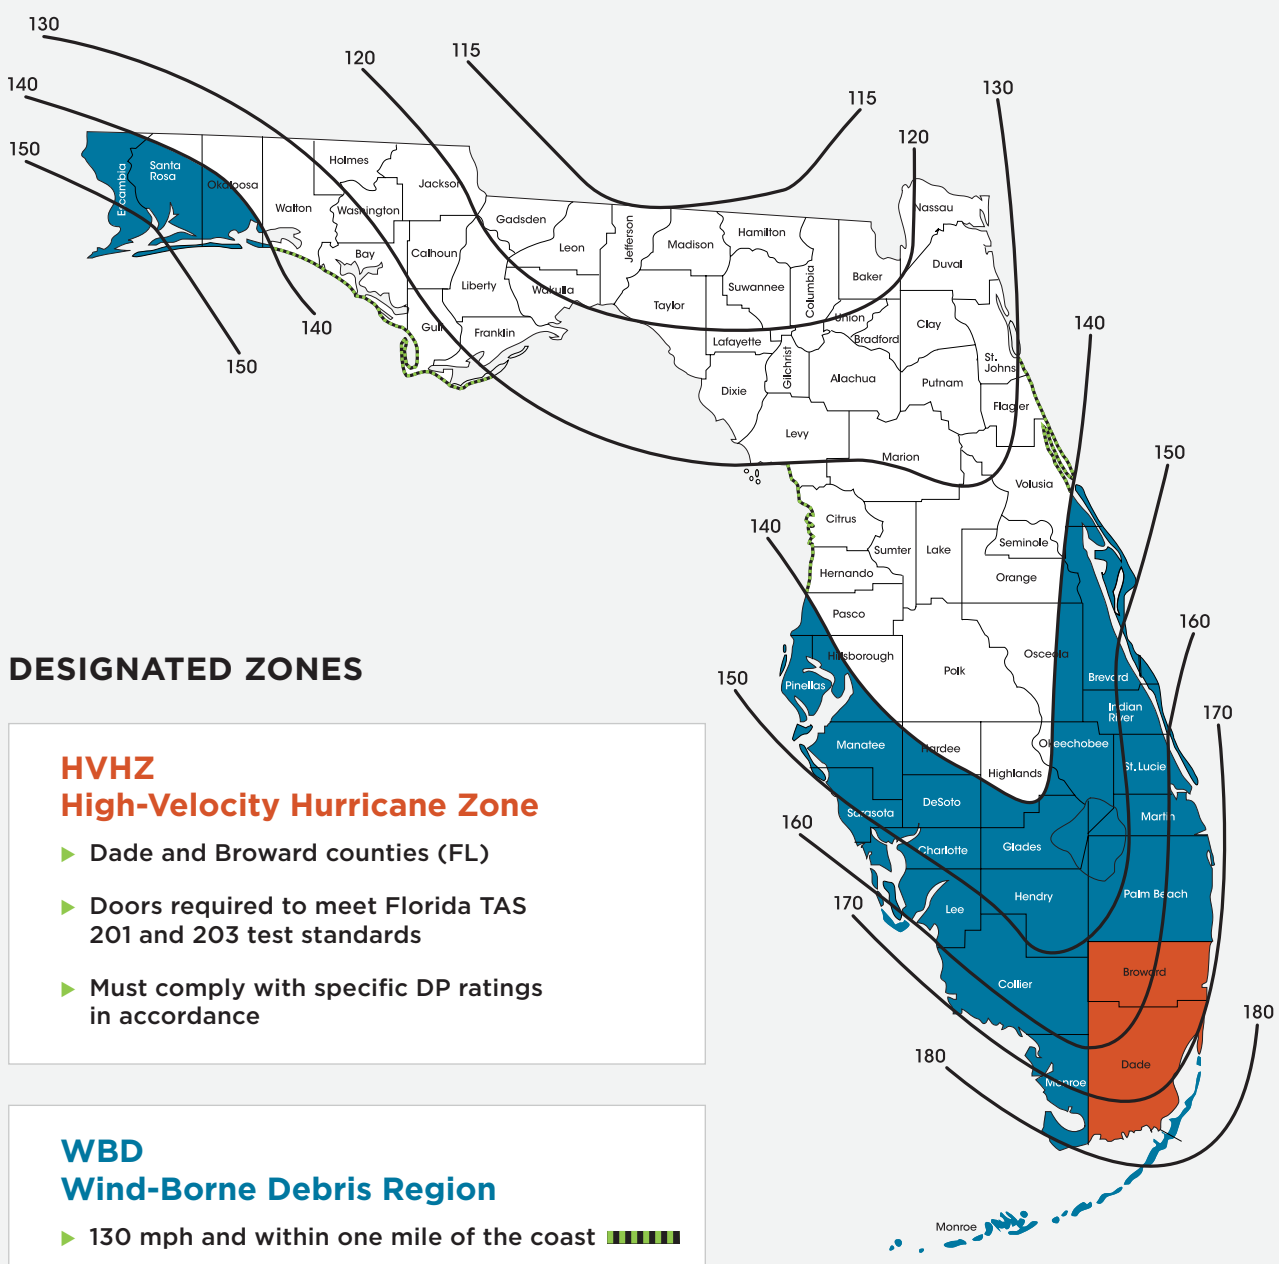 130
120
115
140
150
115
130
120
Escambia
Santa
Rosa
Okaloosa
Walton
Holmes
Washington
Jackson
Bay
Calhoun
Gulf
Liberty
Franklin
Gadsden
Leon
Wakulla
Jefferson
Madison
Taylor
Hamilton
Suwannee
Lafayette
Dixie
Columbia
Gilchrist
Baker
Union
Bradford
Alachua
Levy
Nassau
Duval
Clay
St.
Johns
Putnam
Flagler
Marion
Volusia
140
150
140
150
140
Citrus
Sumter
Lake
Seminole
Hernando
Orange
Pasco
Hillsborough
Pinellas
Polk
Osceola
Brevard
Indian
River
160
150
170
Manatee
Hardee
Highlands
Okeechobee
St. Lucie
Sarasota
DeSoto
Martin
160
Charlotte
Glades
170
Lee
Hendry
Palm Beach
Collier
Broward
180
180
Monroe
Dade
Monroe
DESIGNATED ZONES
HVHZ
High-Velocity Hurricane Zone
Dade and Broward counties (FL)
Doors required to meet Florida TAS
201 and 203 test standards
Must comply with specific DP ratings
in accordance
WBD
Wind-Borne Debris Region
130 mph and within one mile of the coast